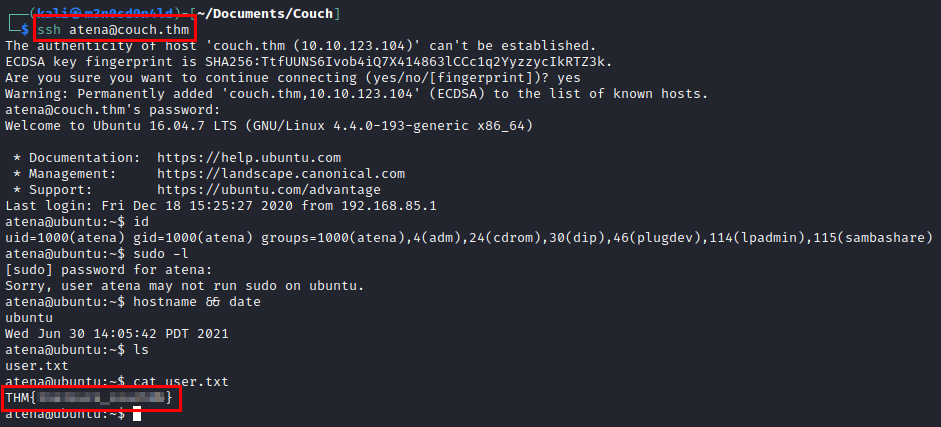 (kali㉿m3n0sd0n4ld)-[~/Documents/Couch]
$ ssh atena@couch.thm
The authenticity of host 'couch.thm (10.10.123.104)' can't be established.
ECDSA key fingerprint is SHA256:TtfUUNS6Ivob4iQ7X414863lCCc1q2YyzzycIkRTZ3k.
Are you sure you want to continue connecting (yes/no/[fingerprint])? yes
Warning: Permanently added 'couch.thm,10.10.123.104' (ECDSA) to the list of known hosts.
atena@couch.thm's password:
Welcome to Ubuntu 16.04.7 LTS (GNU/Linux 4.4.0-193-generic x86_64)
* Documentation:  https://help.ubuntu.com
* Management:     https://landscape.canonical.com
* Support:        https://ubuntu.com/advantage
Last login: Fri Dec 18 15:25:27 2020 from 192.168.85.1
atena@ubuntu:~$ id
uid=1000(atena) gid=1000(atena) groups=1000(atena),4(adm),24(cdrom),30(dip),46(plugdev),114(lpadmin),115(sambashare)
atena@ubuntu:~$ sudo -l
[sudo] password for atena:
Sorry, user atena may not run sudo on ubuntu.
atena@ubuntu:~$ hostname && date
ubuntu
Wed Jun 30 14:05:42 PDT 2021
atena@ubuntu:~$ ls
user.txt
atena@ubuntu:~$ cat user.txt
THM{ }
atena@ubuntu:~$